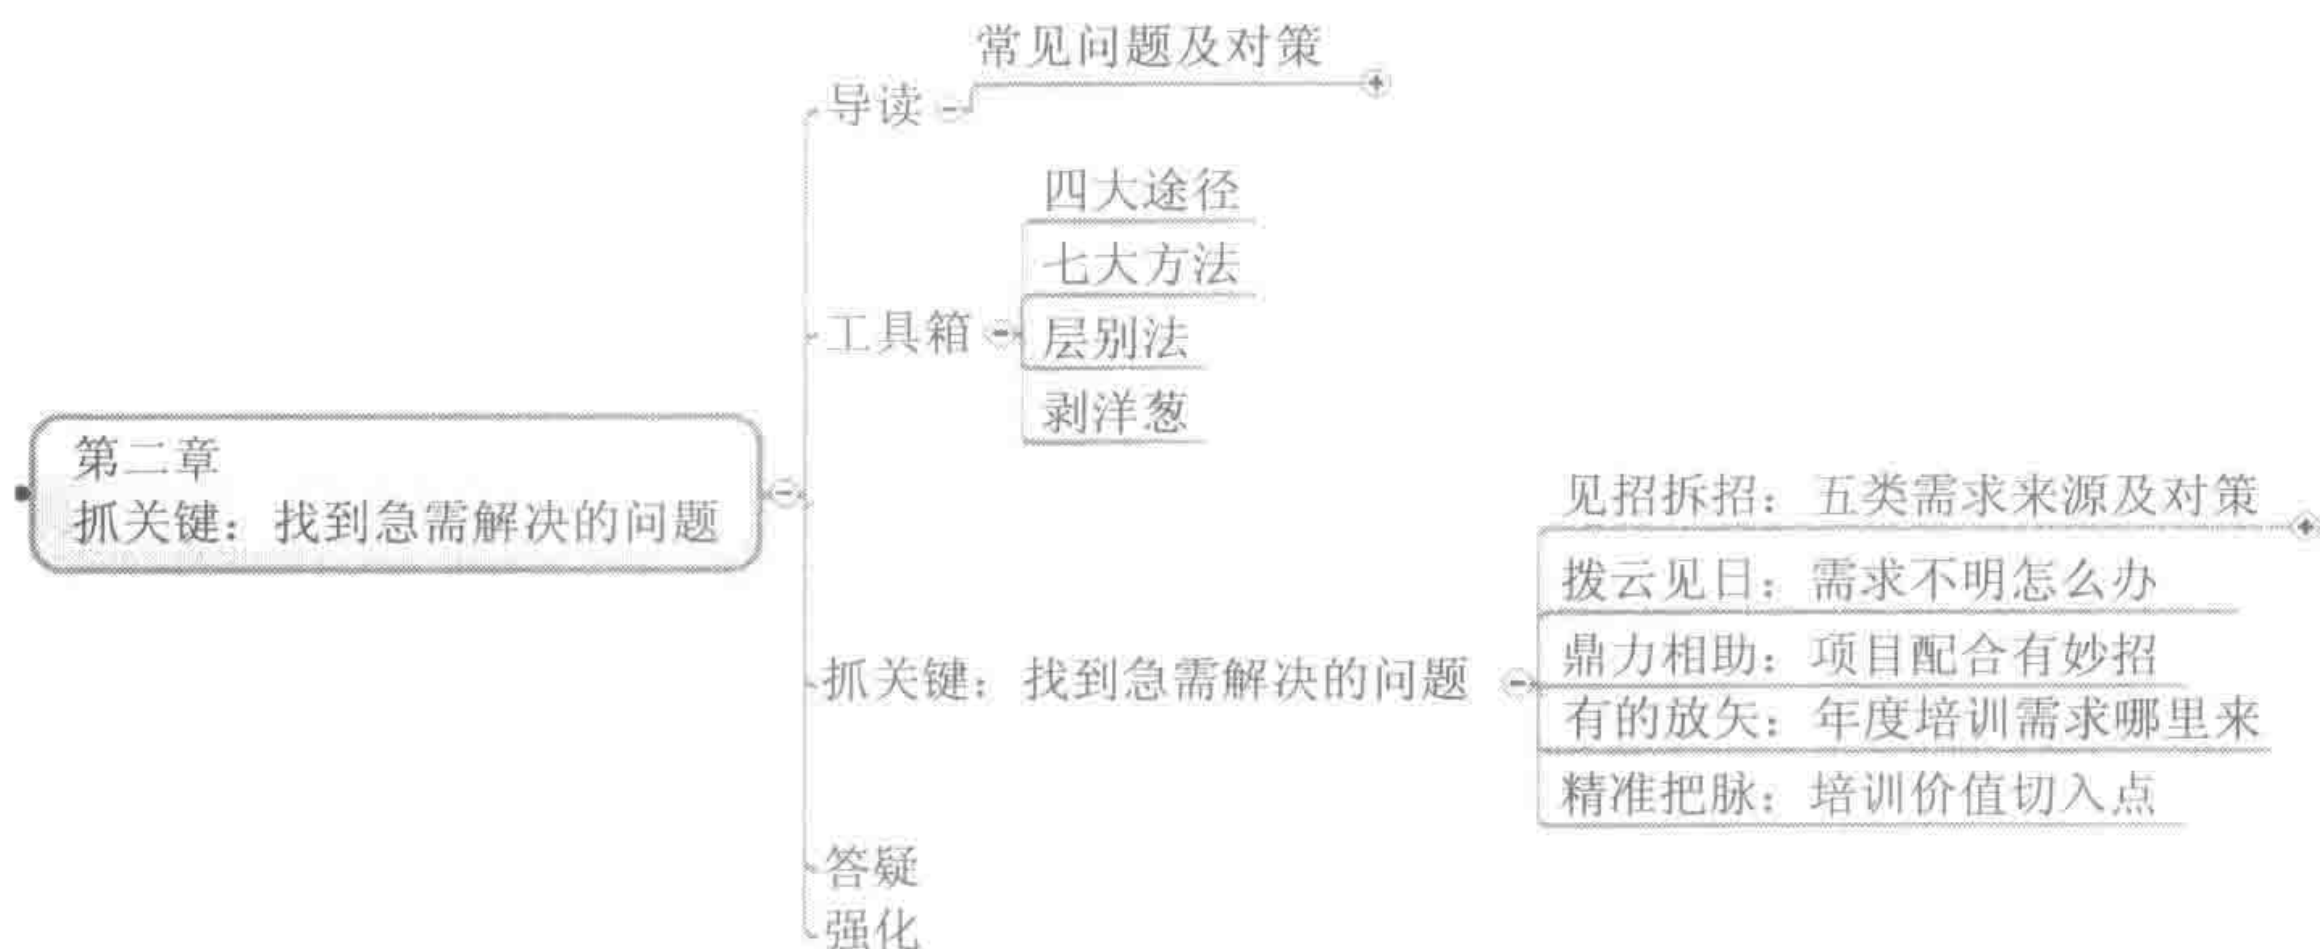 常见问题及对策
导读
四大途径
七大方法
工具箱
层别法
剥洋葱
第二章
抓关键：找到急需解决的问题
见招拆招：五类需求来源及对策
拨云见日：需求不明怎么办
鼎力相助：项目配合有妙招
抓关键：找到急需解决的问题
有的放矢：年度培训需求哪里来
精准把脉：培训价值切入点
答疑
强化